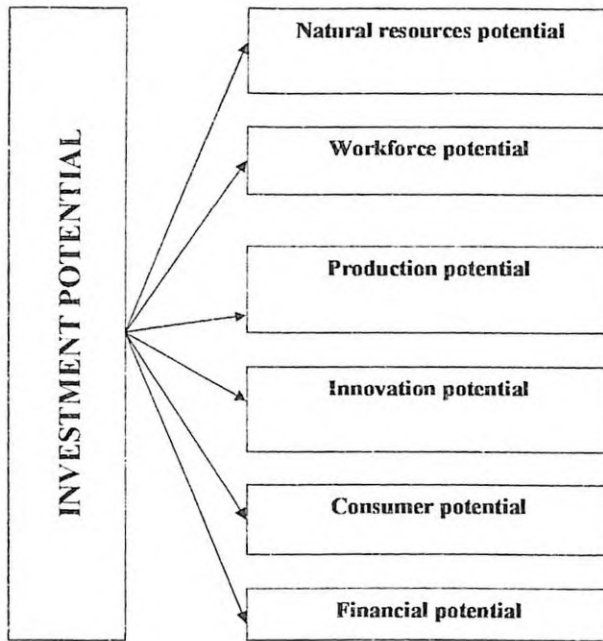 INVESTMENT POTENTIAL
Natural resources potential
Workforce potential
Production potential
Innovation potential
Consumer potential
Financial potential